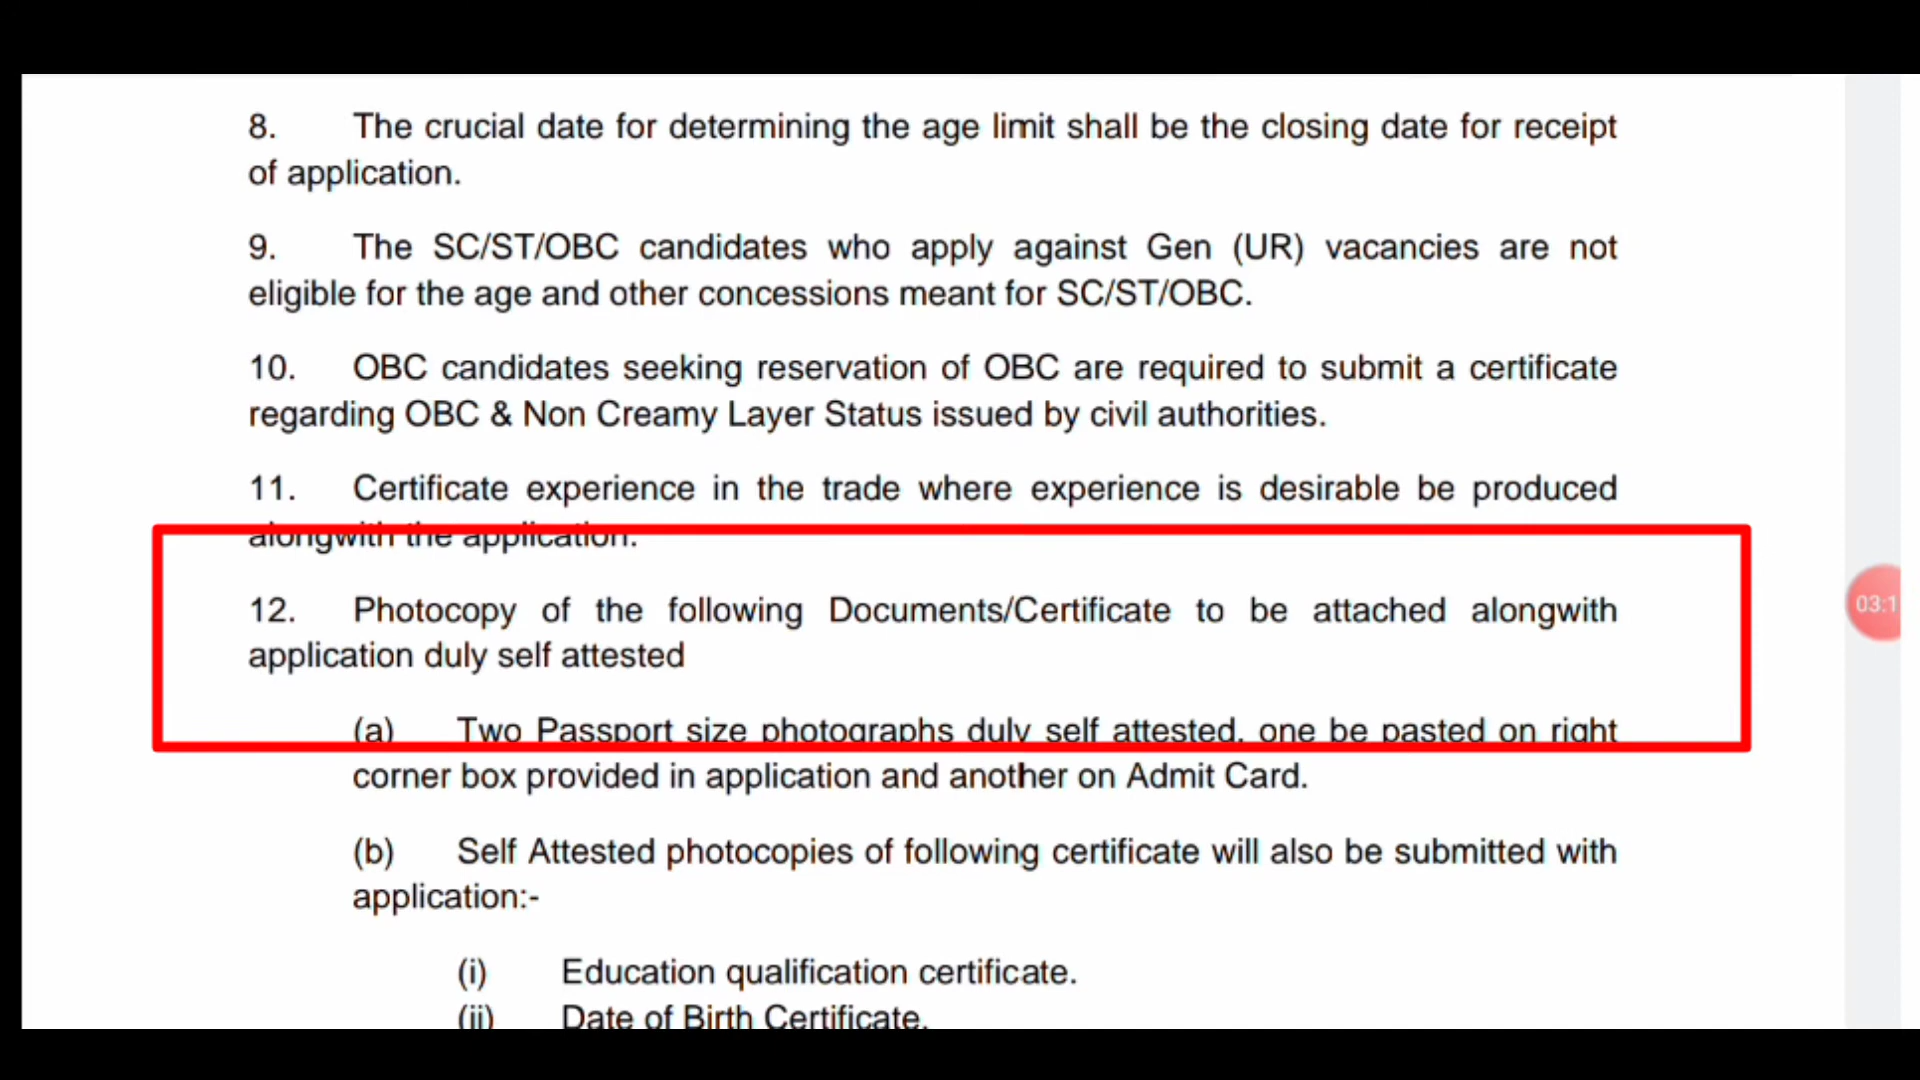 8. The crucial date for determining the age limit shall be the closing date for receipt
of application.
9. The SC/ST/OBC candidates who apply against Gen (UR) vacancies are not
eligible for the age and other concessions meant for SC/ST/OBC.
10. OBC candidates seeking reservation of OBC are required to submit a certificate
regarding OBC & Non Creamy Layer Status issued by civil authorities.
11. Certificate experience in the trade where experience is desirable be produced
alongwith the application.
12. Photocopy of the following Documents/Certificate to be attached alongwith
application duly self attested
(a) Two Passport size photographs duly self attested, one be pasted on right
corner box provided in application and another on Admit Card.
(b) Self Attested photocopies of following certificate will also be submitted with
application:-
(i) Education qualification certificate.
(ii) Date of Birth Certificate.
03:1